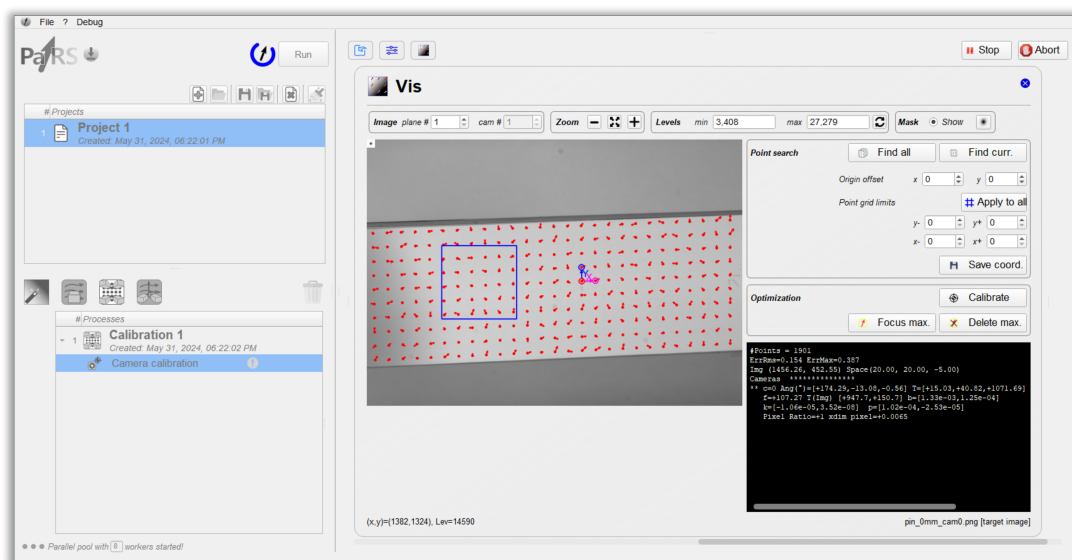 File ? Debug
PaIRS
Run
Stop
Abort
Vis
# Projects
1 Project 1
Created: May 31, 2024, 06:22:01 PM
Image plane # 1 cam # 1
Zoom
Levels min 3,408 max 27,279
Mask Show
Point search
Find all
Find curr.
Origin offset x 0 y 0
Point grid limits
Apply to all
y- 0 y+ 0
x- 0 x+ 0
Save coord.
# Processes
1 Calibration 1
Created: May 31, 2024, 06:22:02 PM
Camera calibration
Optimization
Calibrate
Focus max.
Delete max.
#Points = 1901
ErrRms=0.154 ErrMax=0.387
Img (1456.26, 452.55) Space(20.00, 20.00, -5.00)
Cameras ***************
** c=0 Ang(°)=[+174.29,-13.08,-0.56] T=[+15.03,+40.82,+1071.69]
f=+107.27 T(Img) [+947.7,+150.7] b=[1.33e-03,1.25e-04]
k=[-1.06e-05,3.52e-08] p=[1.02e-04,-2.53e-05]
Pixel Ratio=+1 xdim pixel=+0.0065
(x,y)=(1382,1324), Lev=14590
pin_0mm_cam0.png [target image]
Parallel pool with 8 workers started!